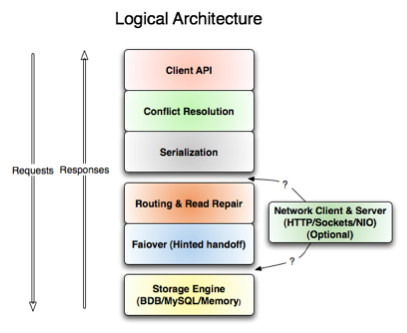 Logical Architecture
Client API
Conflict Resolution
Serialization
Requests Responses
?
Routing & Read Repair
Network Client & Server
(HTTP/Sockets/NIO)
(Optional)
Faiover (Hinted handoff)
?
Storage Engine
(BDB/MySQL/Memory)